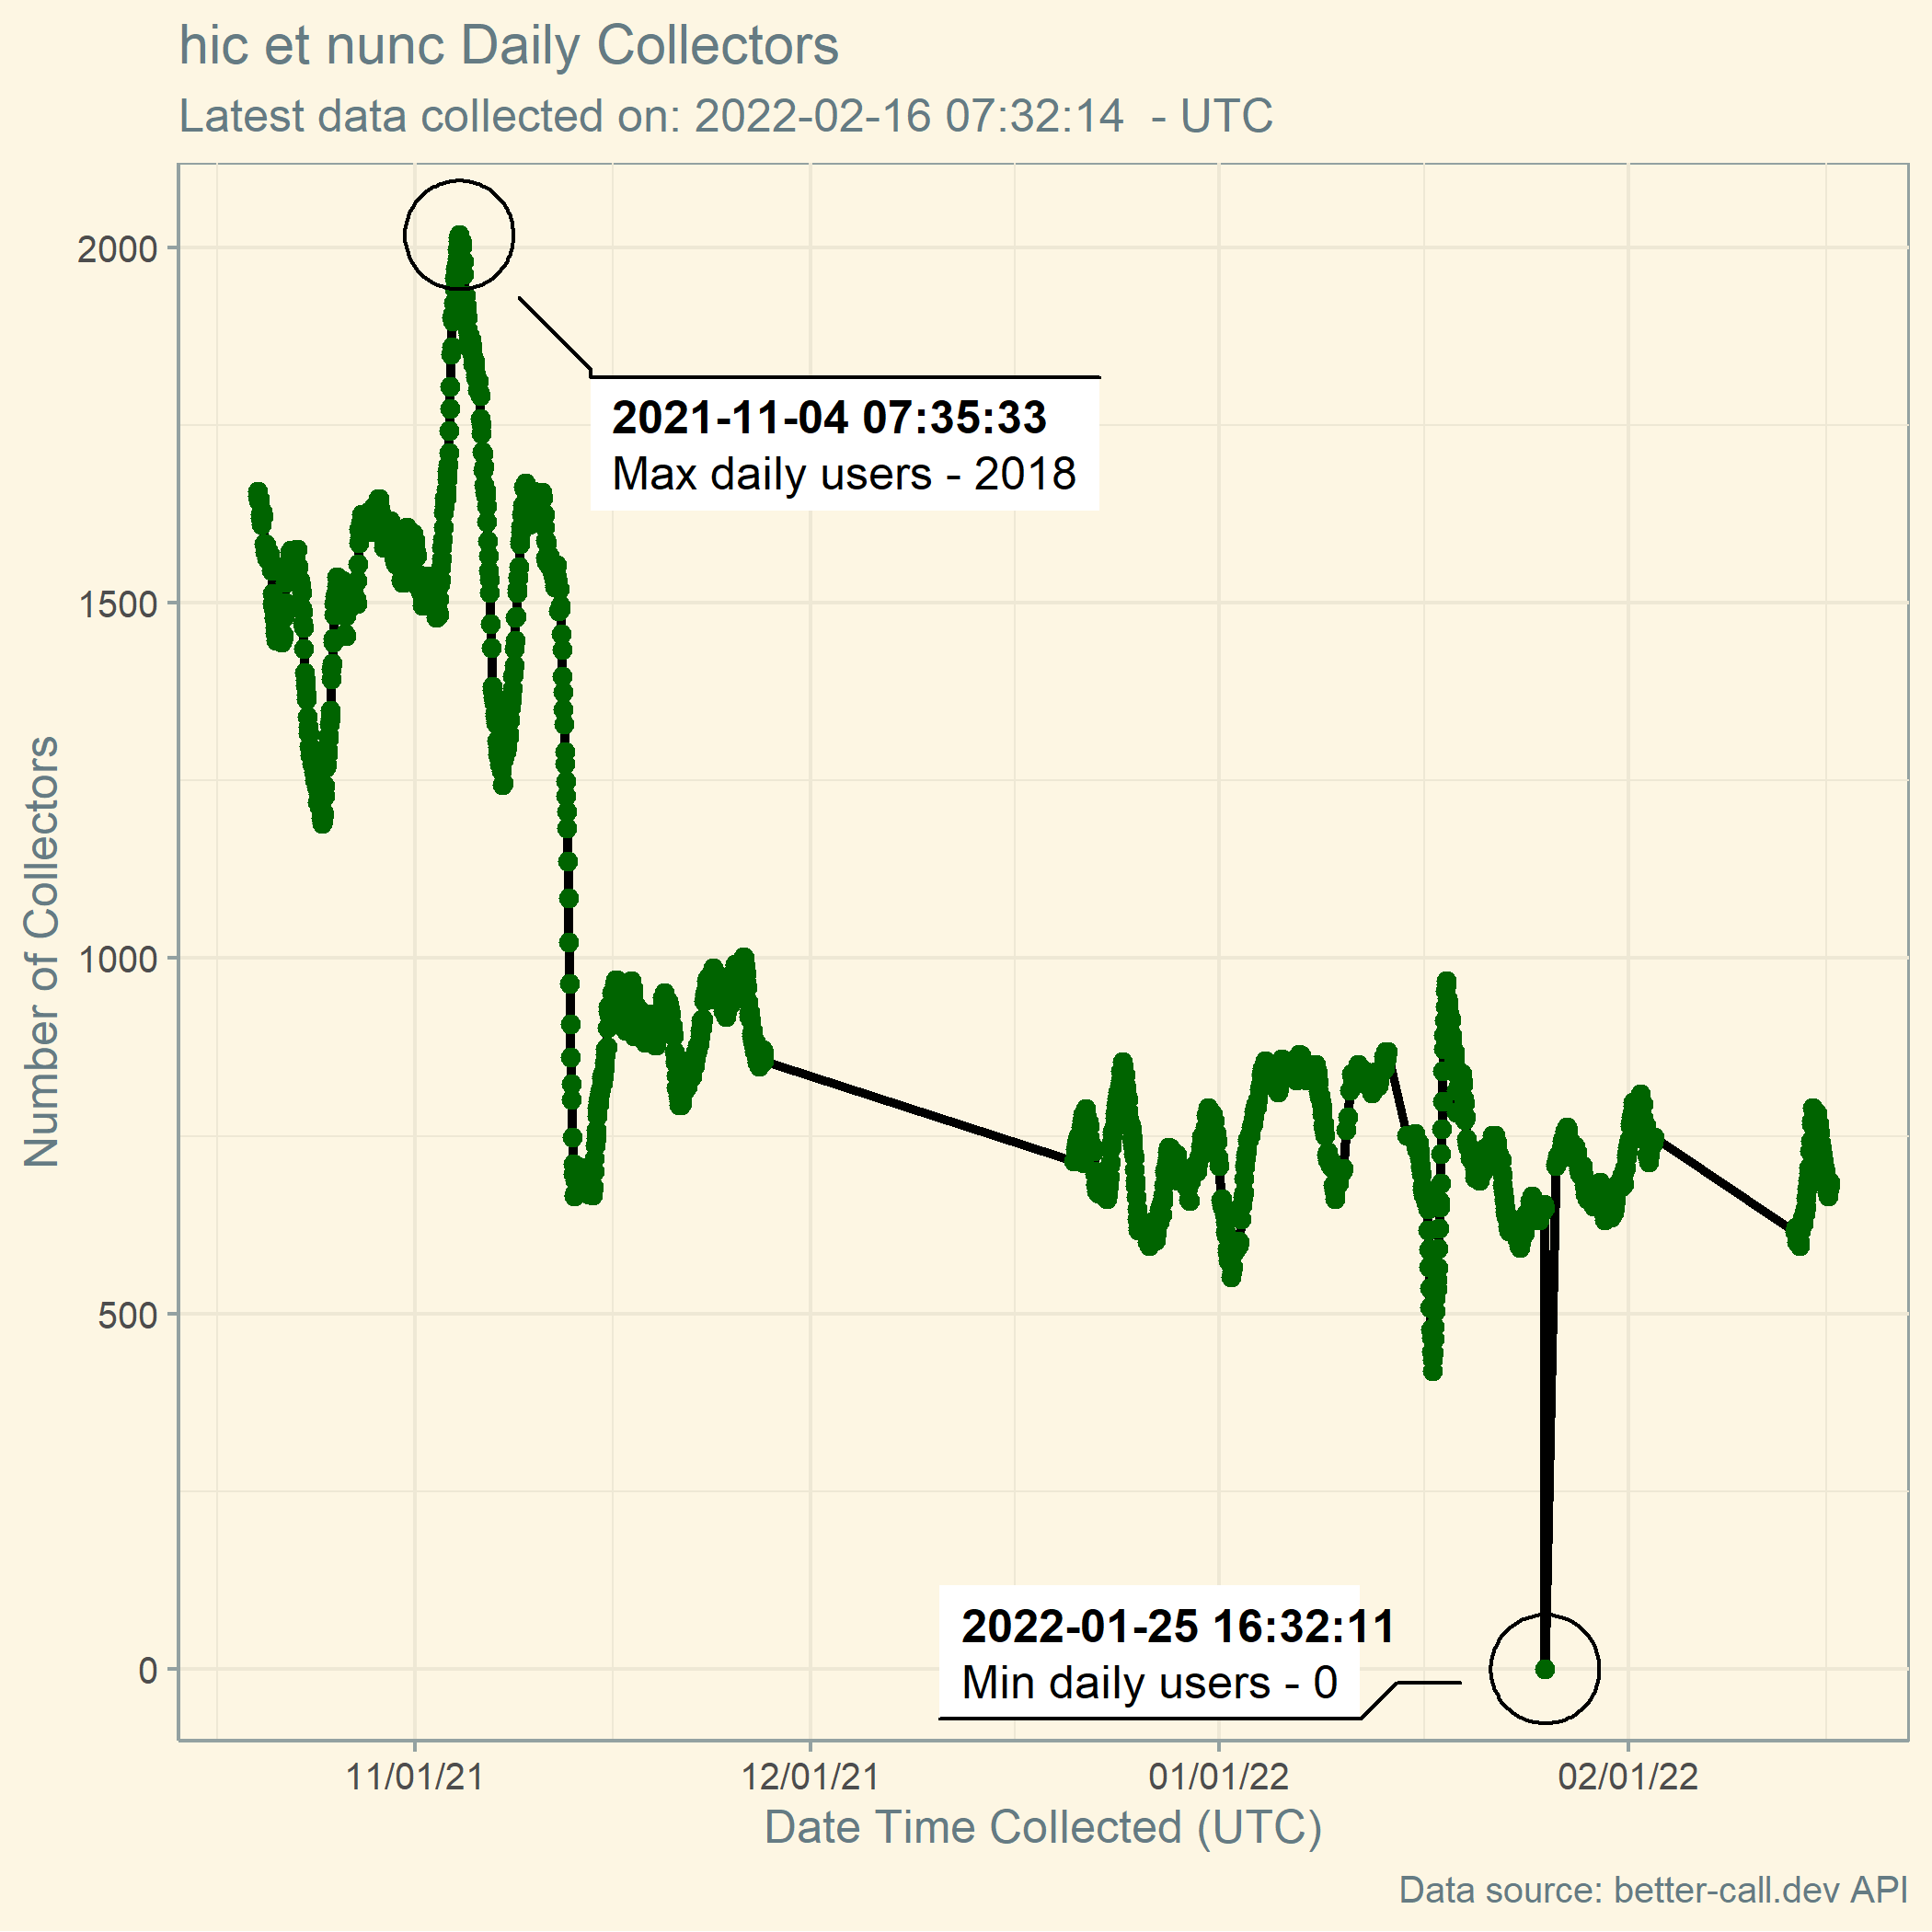 hic et nunc Daily Collectors
Latest data collected on: 2022-02-16 07:32:14  - UTC
Number of Collectors
2000
1500
1000
500
0
2021-11-04 07:35:33
Max daily users - 2018
2022-01-25 16:32:11
Min daily users - 0
11/01/21
12/01/21
01/01/22
02/01/22
Date Time Collected (UTC)
Data source: better-call.dev API